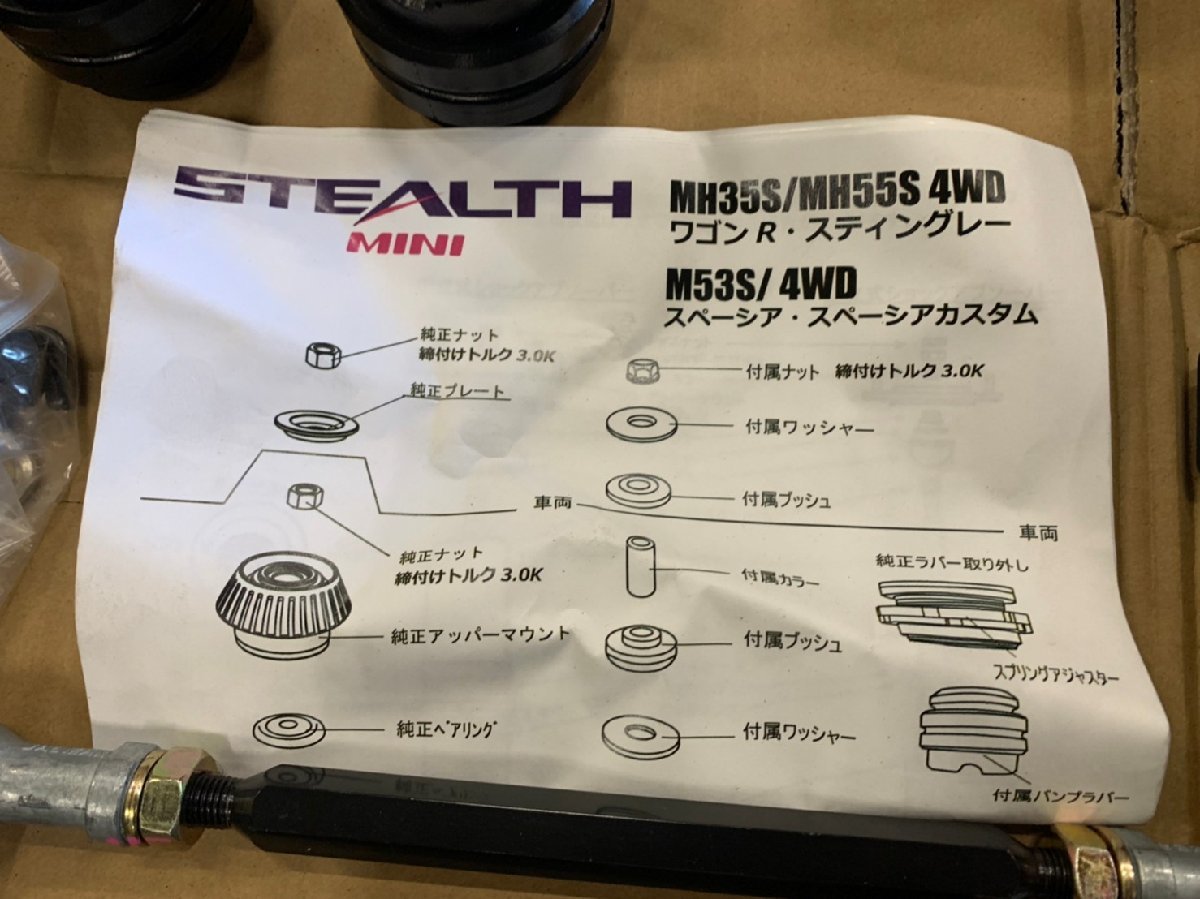 STEALTH
MINI
MH35S/MH55S 4WD
ワゴン R・スティングレー
M53S/ 4WD
スペーシア・スペーシアカスタム
純正ナット
締付けトルク 3.0K
純正プレート
車両
純正ナット
締付けトルク 3.0K
純正アッパーマウント
純正ベアリング
付属ナット 締付けトルク 3.0K
付属ワッシャー
付属ブッシュ
車両
付属カラー
付属ブッシュ
付属ワッシャー
純正ラバー取り外し
スプリングアジャスター
付属バンプラバー